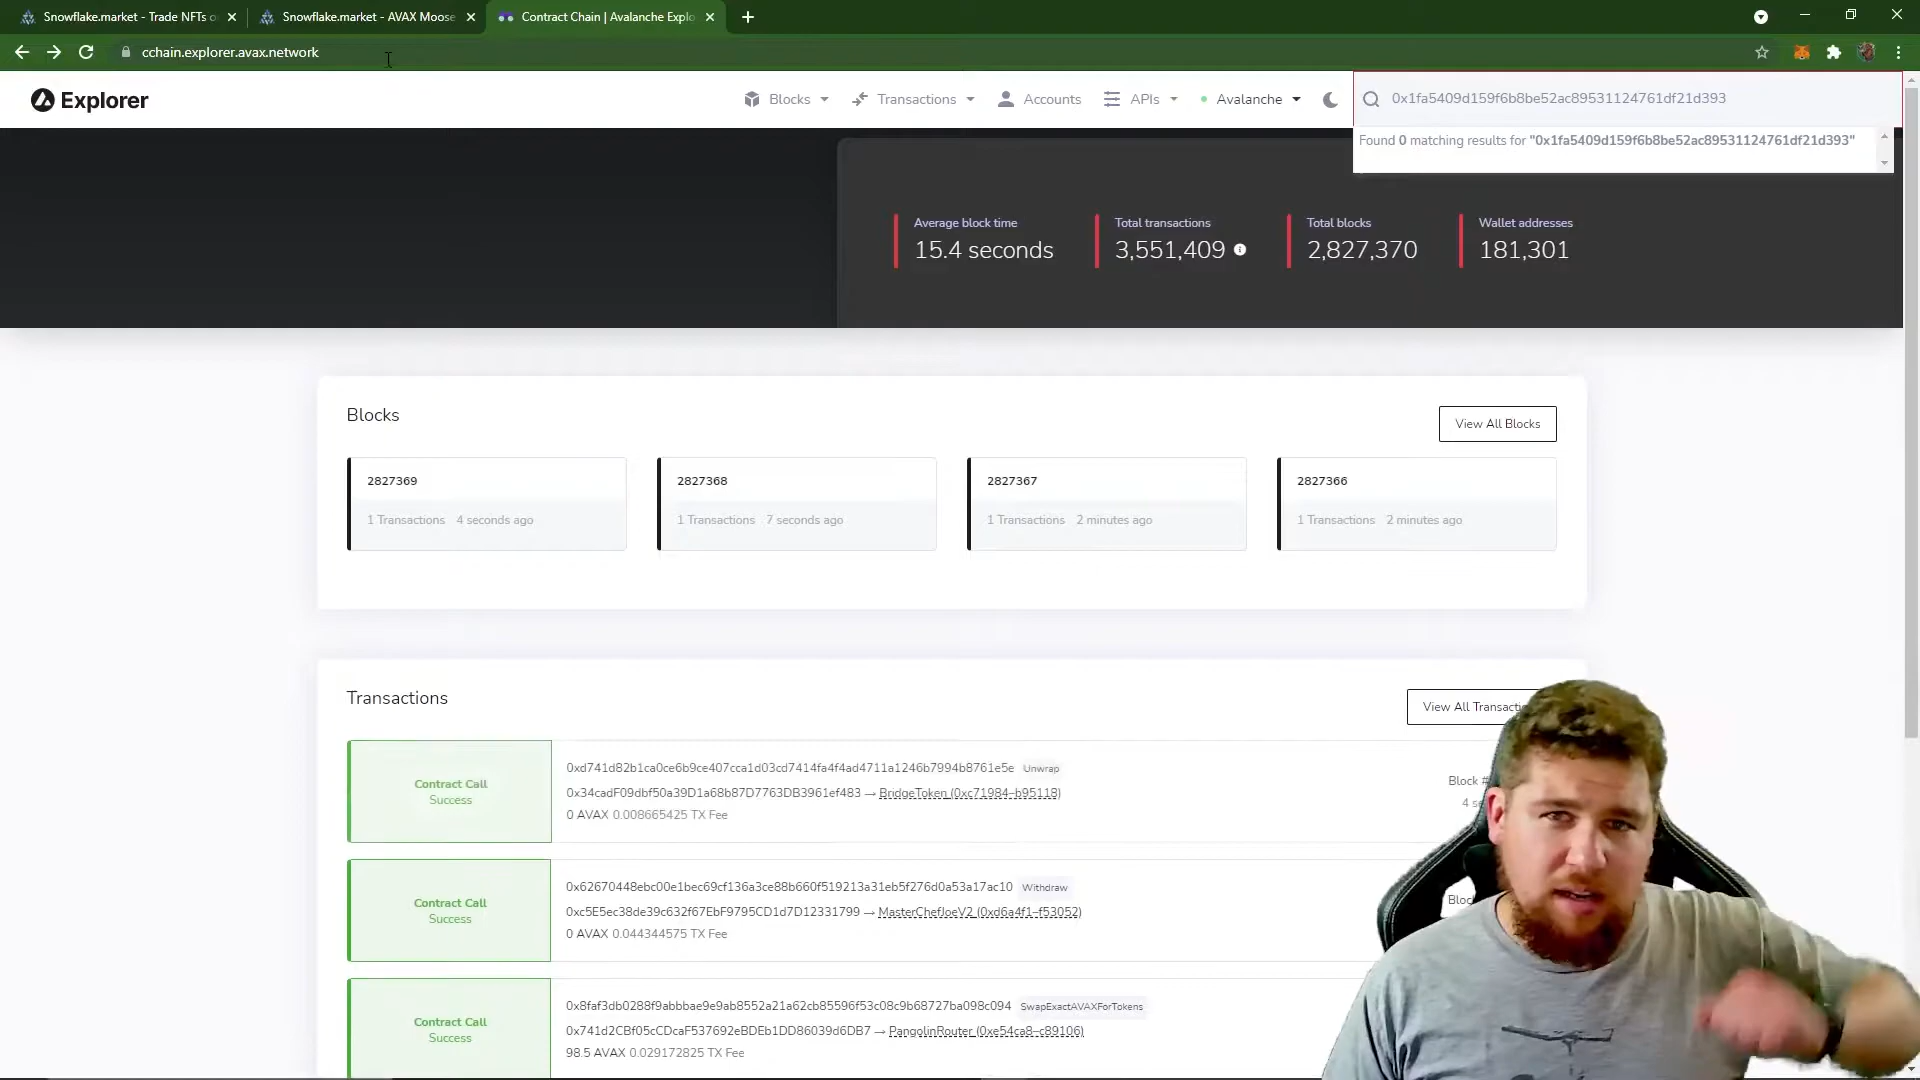 Snowflake.market - Trade NFTs o
Snowflake.market - AVAX Moose
Contract Chain | Avalanche Explo
cchain.explorer.avax.network
Explorer
Blocks
Transactions
Accounts
APIs
Avalanche
0x1fa5409d159f6b8be52ac89531124761df21d393
Found 0 matching results for "0x1fa5409d159f6b8be52ac89531124761df21d393"
Average block time
15.4 seconds
Total transactions
3,551,409
Total blocks
2,827,370
Wallet addresses
181,301
Blocks
View All Blocks
2827369
1 Transactions 4 seconds ago
2827368
1 Transactions 7 seconds ago
2827367
1 Transactions 2 minutes ago
2827366
1 Transactions 2 minutes ago
Transactions
View All Transactio
Contract Call
Success
0xd741d82b1ca0ce6b9ce407cca1d03cd7414fa4f4ad4711a1246b7994b8761e5e Unwrap
0x34cadF09dbf50a39D1a68b87D7763DB3961ef483 → BridgeToken (0xc71984–b95118)
0 AVAX 0.008665425 TX Fee
Block #
4 se
Contract Call
Success
0x62670448ebc00e1bec69cf136a3ce88b660f519213a31eb5f276d0a53a17ac10 Withdraw
0xc5E5ec38de39c632f67EbF9795CD1d7D12331799 → MasterChefJoeV2 (0xd6a4f1–f53052)
0 AVAX 0.044344575 TX Fee
Bloc
Contract Call
Success
0x8faf3db0288f9abbbae9e9ab8552a21a62cb85596f53c08c9b68727ba098c094 SwapExactAVAXForTokens
0x741d2CBf05cCDcaF537692eBDEb1DD86039d6DB7 → PangolinRouter (0xe54ca8–c89106)
98.5 AVAX 0.029172825 TX Fee